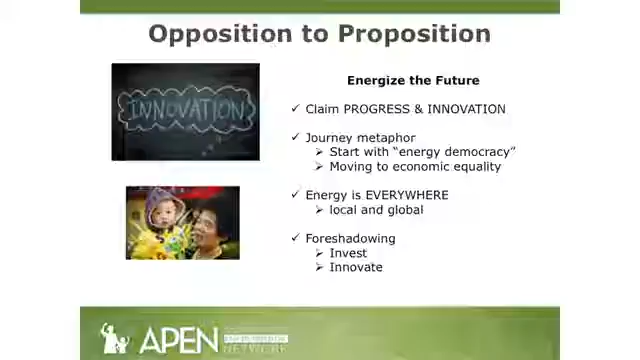 Opposition to Proposition
INNOVATION
Energize the Future
✓ Claim PROGRESS & INNOVATION
✓ Journey metaphor
➢ Start with “energy democracy”
➢ Moving to economic equality
✓ Energy is EVERYWHERE
➢ local and global
✓ Foreshadowing
➢ Invest
➢ Innovate
APEN
NETWORK